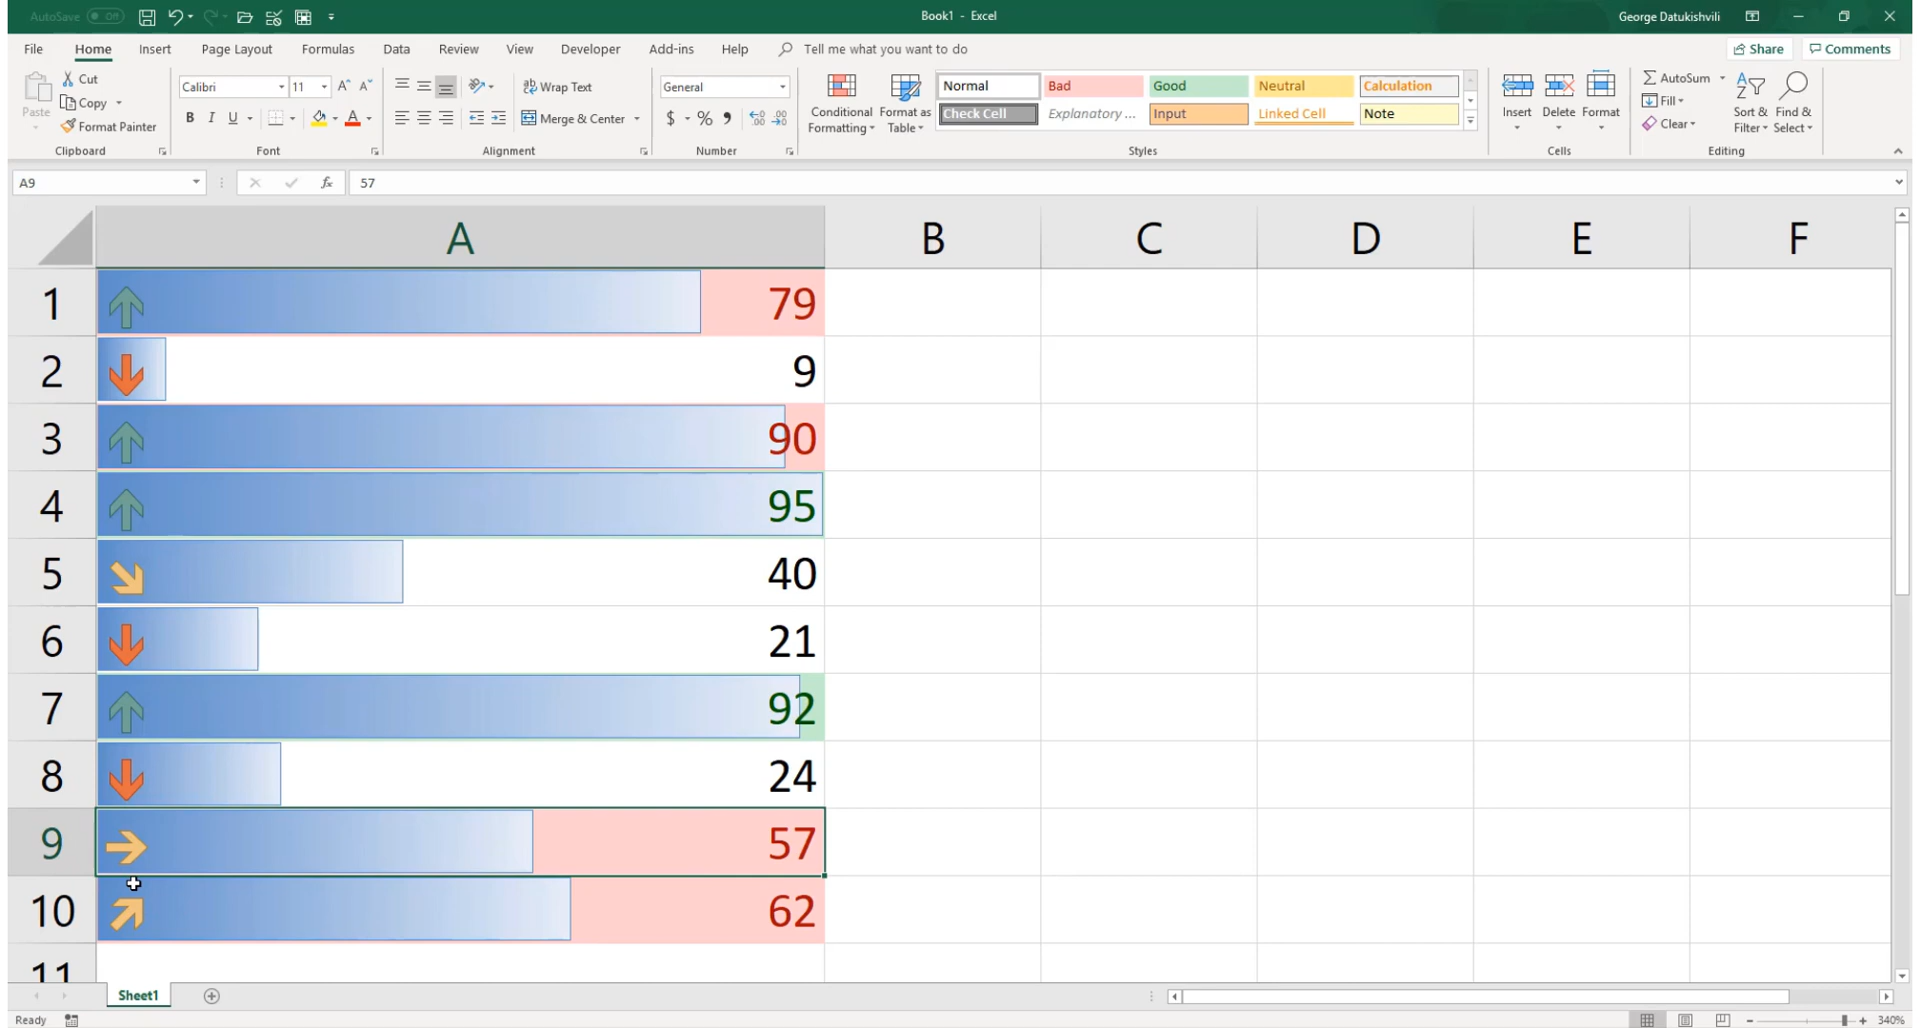 AutoSave Off
Book1 - Excel
George Datukishvili
File Home Insert Page Layout Formulas Data Review View Developer Add-ins Help Tell me what you want to do Share Comments
Paste
Cut
Copy
Format Painter
Clipboard
Calibri 11
B I U A
Font
Wrap Text
Merge & Center
Alignment
General
$ % ,
Number
Conditional Formatting
Format as Table
Normal Bad Good Neutral Calculation
Check Cell Explanatory ... Input Linked Cell Note
Styles
Insert Delete Format
Cells
AutoSum
Fill
Clear
Sort & Filter
Find & Select
Editing
A9 fx 57
A B C D E F
1 79
2 9
3 90
4 95
5 40
6 21
7 92
8 24
9 57
10 62
11
Sheet1
Ready 340%